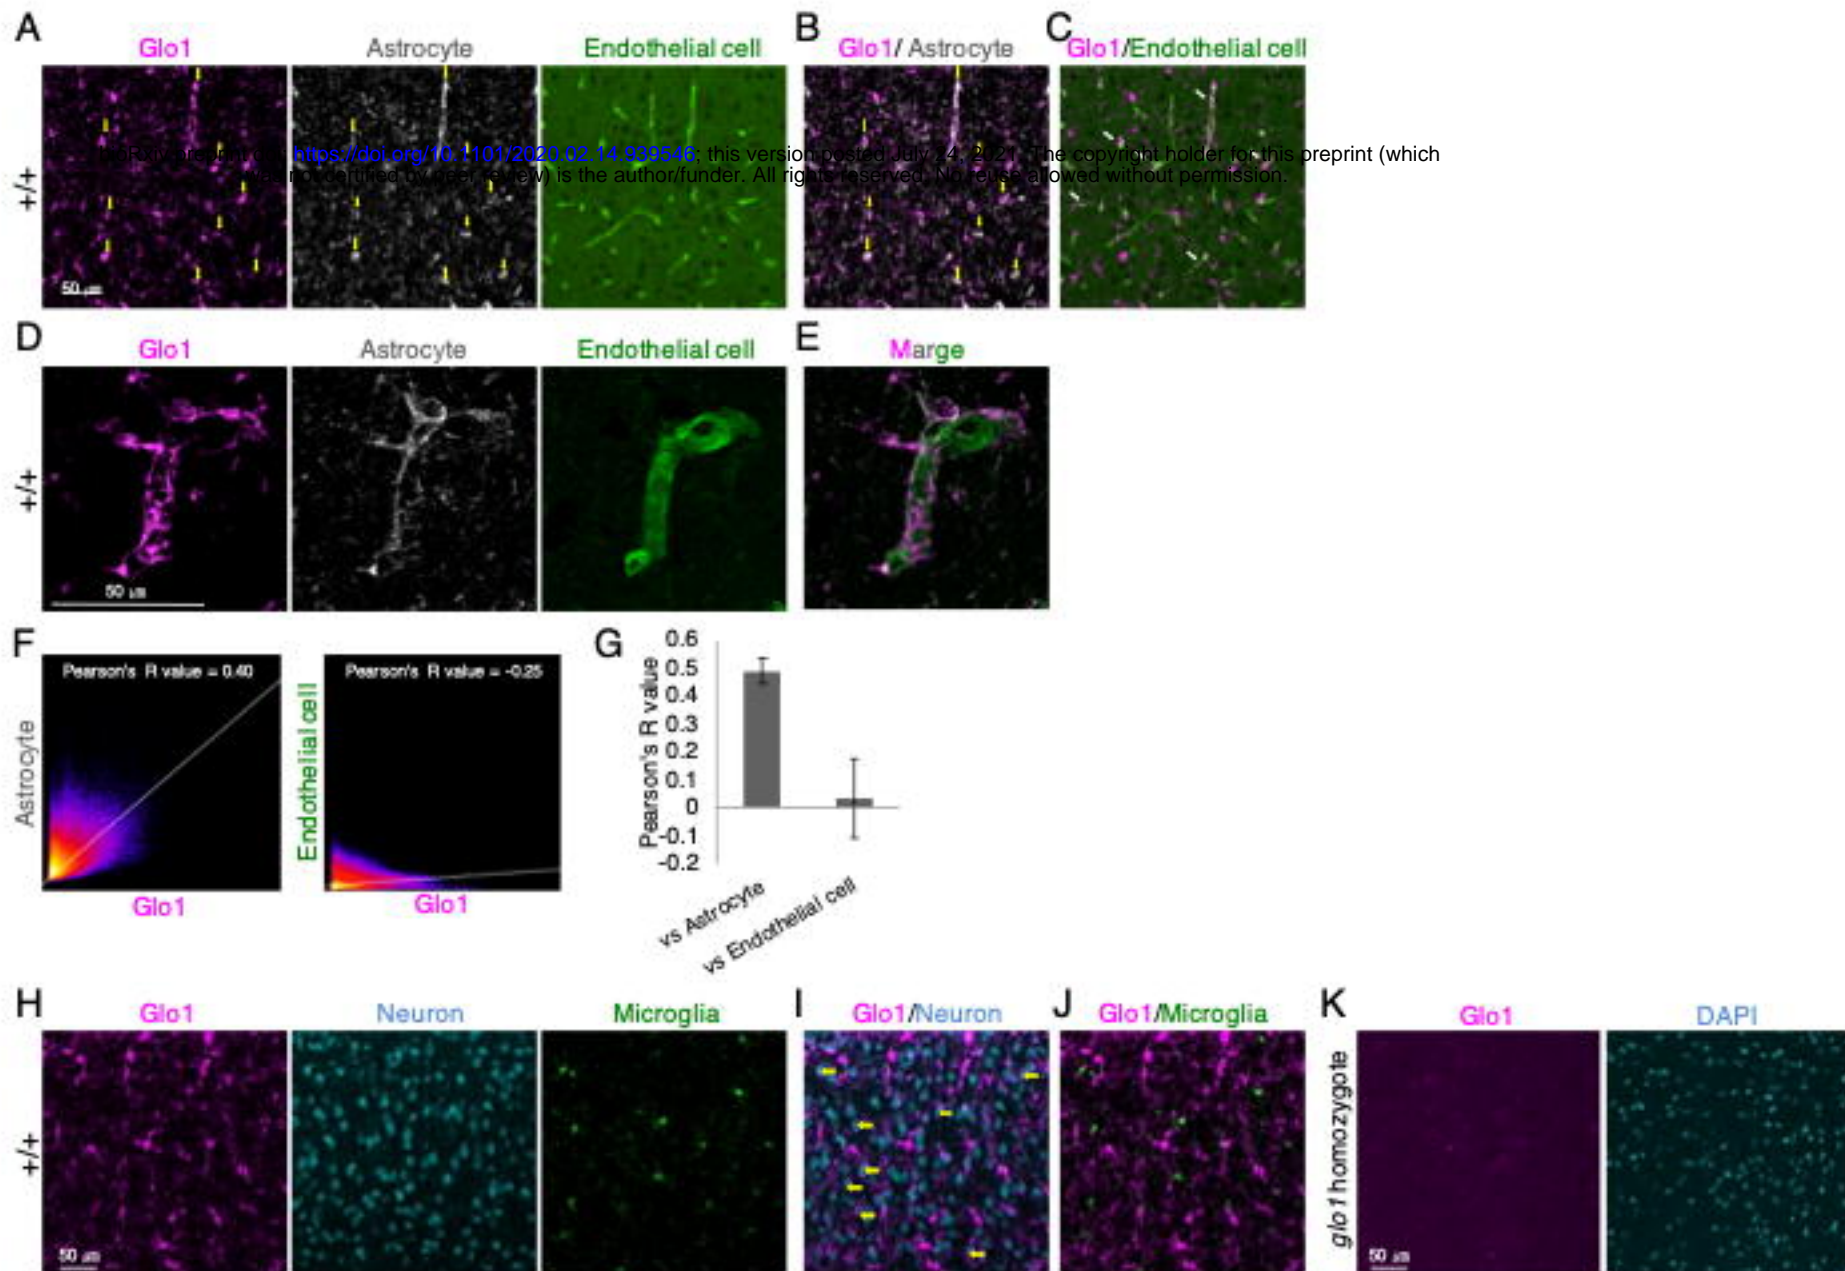 A B C
Glo1 Astrocyte Endothelial cell Glo1/ Astrocyte Glo1/Endothelial cell
https://doi.org/10.1101/2020.02.14.939546; this version posted July 24, 2021. The copyright holder for this preprint (which
not certified by peer review) is the author/funder. All rights reserved. No reuse allowed without permission.
+/+
50 μm
D E
Glo1 Astrocyte Endothelial cell Marge
+/+
50 μm
F G
Pearson's R value = 0.40
Astrocyte
Glo1
Pearson's R value = -0.25
Endothelial cell
Glo1
Pearson's R value
0.6
0.5
0.4
0.3
0.2
0.1
0
-0.1
-0.2
vs Astrocyte
vs Endothelial cell
H I J K
Glo1 Neuron Microglia Glo1/Neuron Glo1/Microglia Glo1 DAPI
+/+
glo1 homozygote
50 μm
50 μm